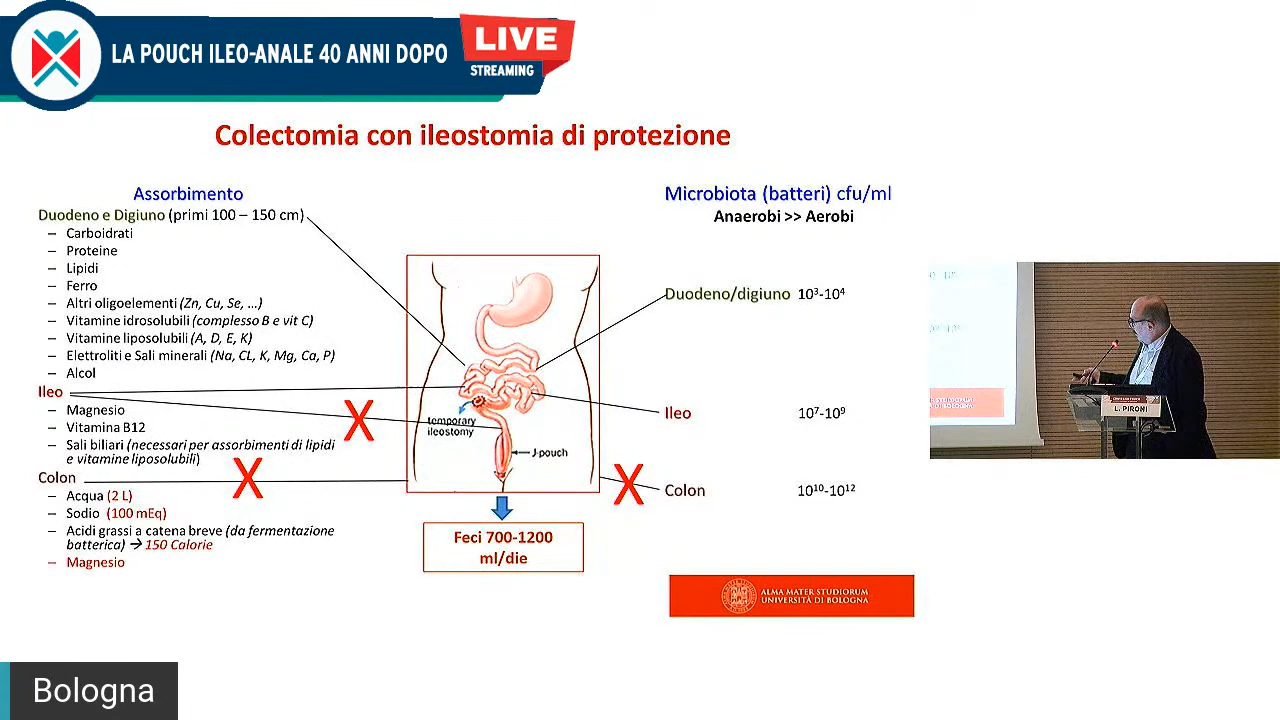 LA POUCH ILEO-ANALE 40 ANNI DOPO
LIVE
STREAMING
Colectomia con ileostomia di protezione
Assorbimento
Duodeno e Digiuno (primi 100 – 150 cm)
– Carboidrati
– Proteine
– Lipidi
– Ferro
– Altri oligoelementi (Zn, Cu, Se, ...)
– Vitamine idrosolubili (complesso B e vit C)
– Vitamine liposolubili (A, D, E, K)
– Elettroliti e Sali minerali (Na, CL, K, Mg, Ca, P)
– Alcol
Ileo
– Magnesio
– Vitamina B12
– Sali biliari (necessari per assorbimenti di lipidi
e vitamine liposolubili)
Colon
– Acqua (2 L)
– Sodio (100 mEq)
– Acidi grassi a catena breve (da fermentazione
batterica) → 150 Calorie
– Magnesio
X
X
temporary
ileostomy
J-pouch
Feci 700-1200
ml/die
Microbiota (batteri) cfu/ml
Anaerobi >> Aerobi
Duodeno/digiuno 10³-10⁴
Ileo 10⁷-10⁹
X
Colon 10¹⁰-10¹²
ALMA MATER STUDIORUM
UNIVERSITÀ DI BOLOGNA
L. PIRONI
Bologna